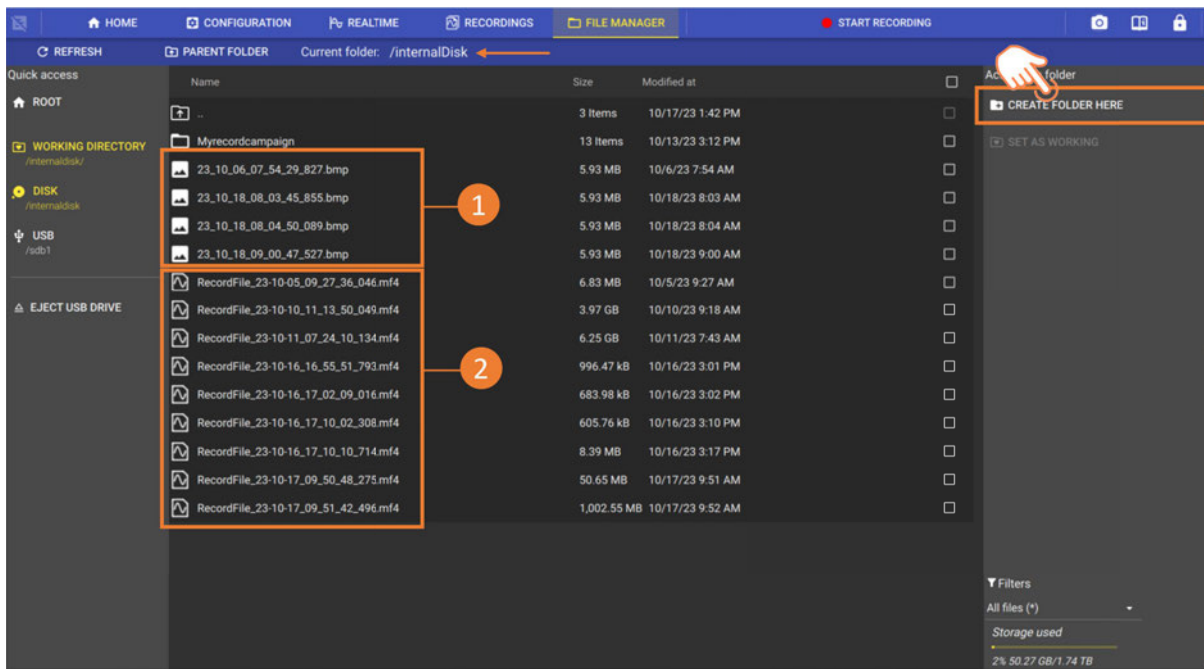 HOME CONFIGURATION REALTIME RECORDINGS FILE MANAGER START RECORDING
REFRESH PARENT FOLDER Current folder: /internalDisk
Quick access
ROOT
WORKING DIRECTORY
/internaldisk/
DISK
/internaldisk
USB
/sdb1
EJECT USB DRIVE
Name Size Modified at
.. 3 Items 10/17/23 1:42 PM
Myrecordcampaign 13 Items 10/13/23 3:12 PM
23_10_06_07_54_29_827.bmp 5.93 MB 10/6/23 7:54 AM
23_10_18_08_03_45_855.bmp 5.93 MB 10/18/23 8:03 AM
1
23_10_18_08_04_50_089.bmp 5.93 MB 10/18/23 8:04 AM
23_10_18_09_00_47_527.bmp 5.93 MB 10/18/23 9:00 AM
RecordFile_23-10-05_09_27_36_046.mf4 6.83 MB 10/5/23 9:27 AM
RecordFile_23-10-10_11_13_50_049.mf4 3.97 GB 10/10/23 9:18 AM
RecordFile_23-10-11_07_24_10_134.mf4 6.25 GB 10/11/23 7:43 AM
RecordFile_23-10-16_16_55_51_793.mf4 996.47 kB 10/16/23 3:01 PM
2
RecordFile_23-10-16_17_02_09_016.mf4 683.98 kB 10/16/23 3:02 PM
RecordFile_23-10-16_17_10_02_308.mf4 605.76 kB 10/16/23 3:10 PM
RecordFile_23-10-16_17_10_10_714.mf4 8.39 MB 10/16/23 3:17 PM
RecordFile_23-10-17_09_50_48_275.mf4 50.65 MB 10/17/23 9:51 AM
RecordFile_23-10-17_09_51_42_496.mf4 1,002.55 MB 10/17/23 9:52 AM
folder
CREATE FOLDER HERE
SET AS WORKING
Filters
All files (*)
Storage used
2% 50.27 GB/1.74 TB